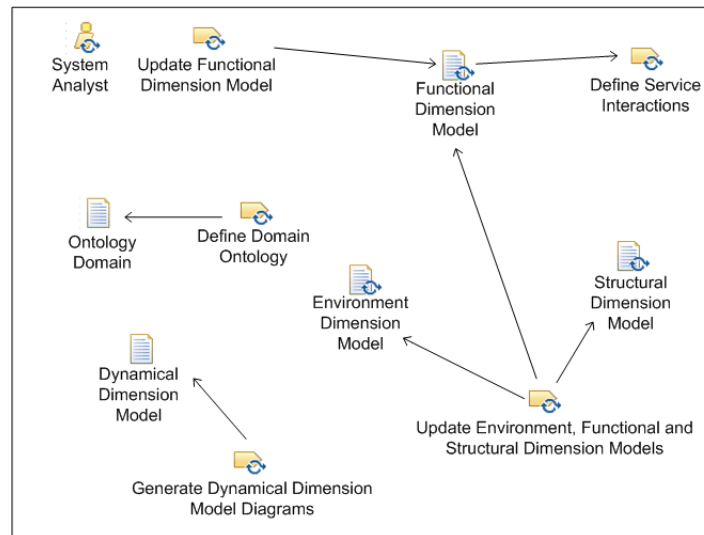 System
Analyst
Update Functional
Dimension Model
Functional
Dimension
Model
Define Service
Interactions
Ontology
Domain
Define Domain
Ontology
Environment
Dimension
Model
Structural
Dimension
Model
Dynamical
Dimension
Model
Update Environment, Functional and
Structural Dimension Models
Generate Dynamical Dimension
Model Diagrams